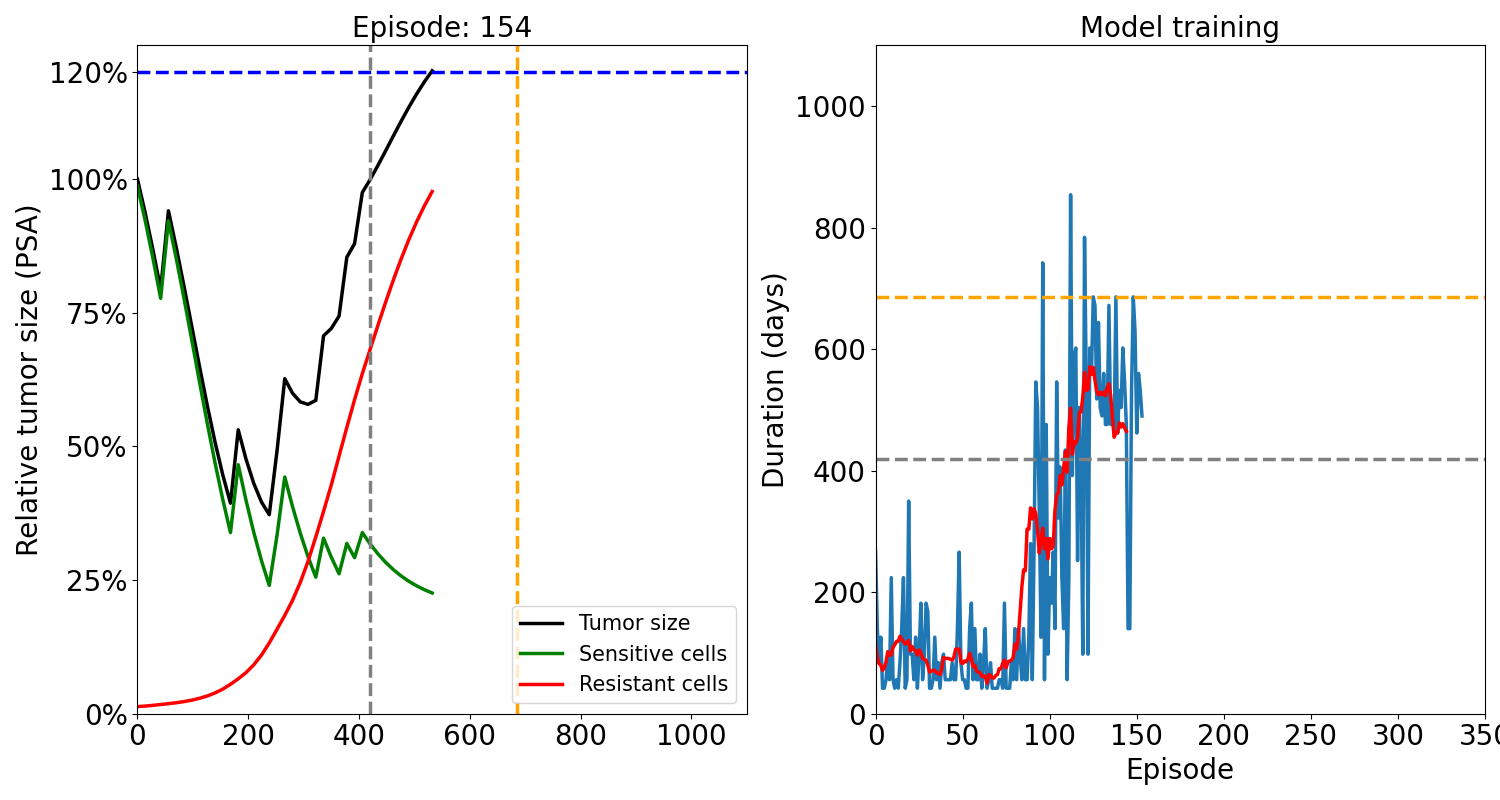 Episode: 154
Relative tumor size (PSA)
120%
100%
75%
50%
25%
0%
0 200 400 600 800 1000
Tumor size
Sensitive cells
Resistant cells
Model training
Duration (days)
1000
800
600
400
200
0
0 50 100 150 200 250 300 350
Episode